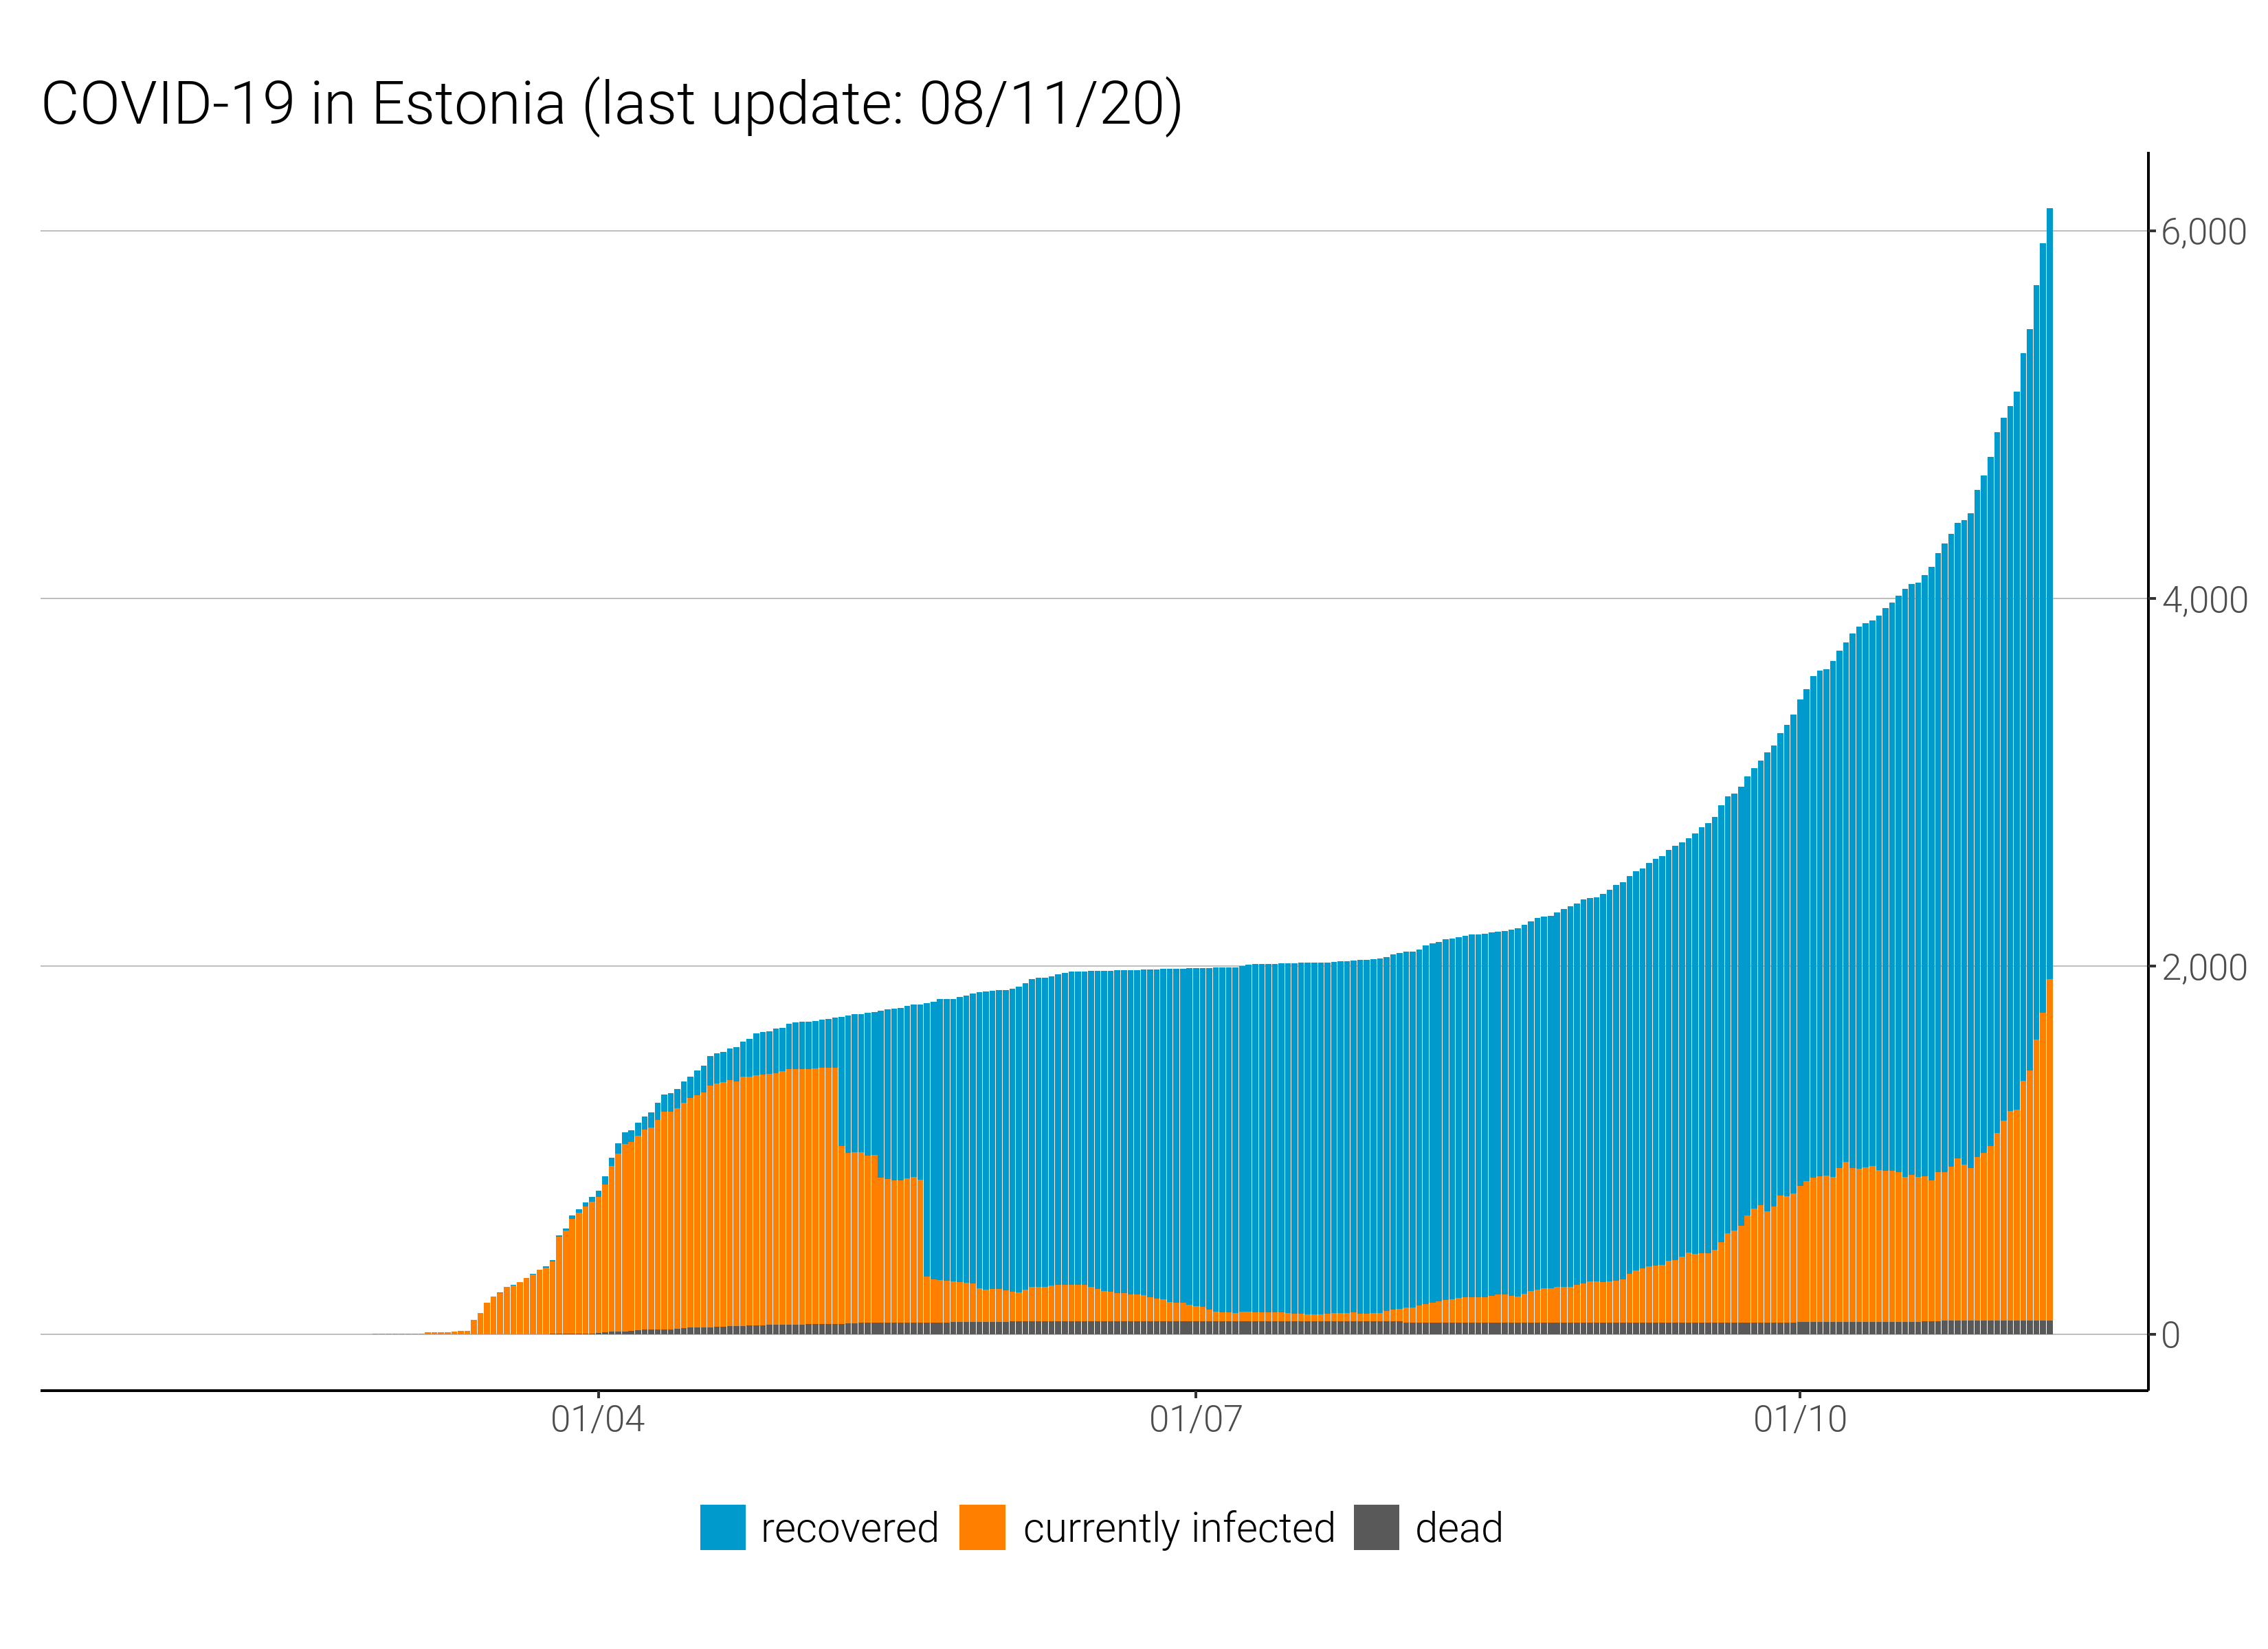 COVID-19 in Estonia (last update: 08/11/20)
6,000
4,000
2,000
0
01/04 01/07 01/10
recovered currently infected dead